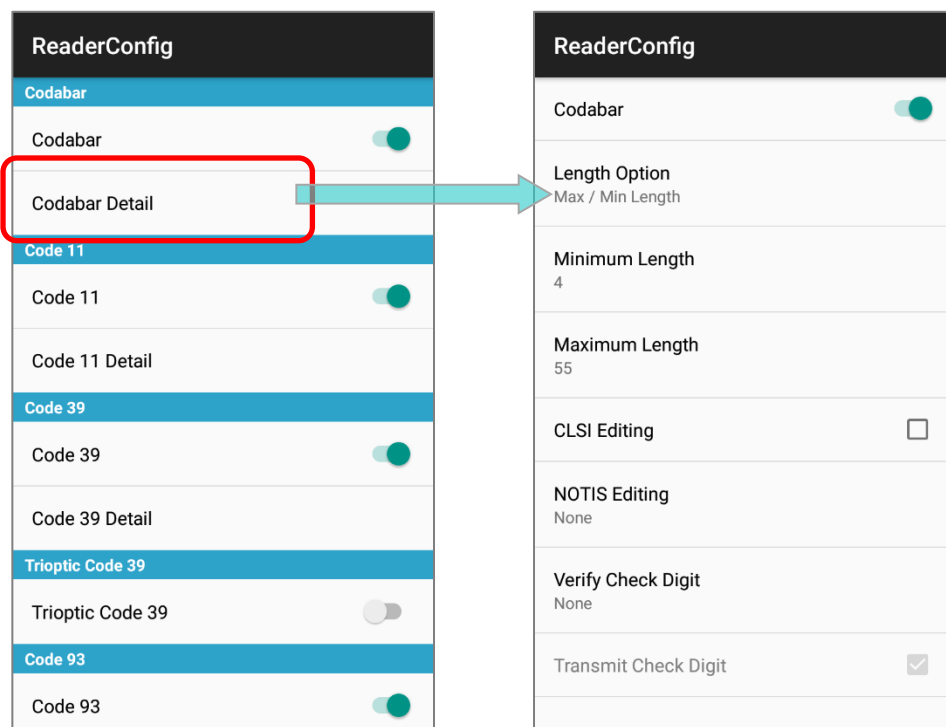 ReaderConfig
Codabar
Codabar
Codabar Detail
Code 11
Code 11
Code 11 Detail
Code 39
Code 39
Code 39 Detail
Trioptic Code 39
Trioptic Code 39
Code 93
Code 93
ReaderConfig
Codabar
Length Option
Max / Min Length
Minimum Length
4
Maximum Length
55
CLSI Editing
NOTIS Editing
None
Verify Check Digit
None
Transmit Check Digit